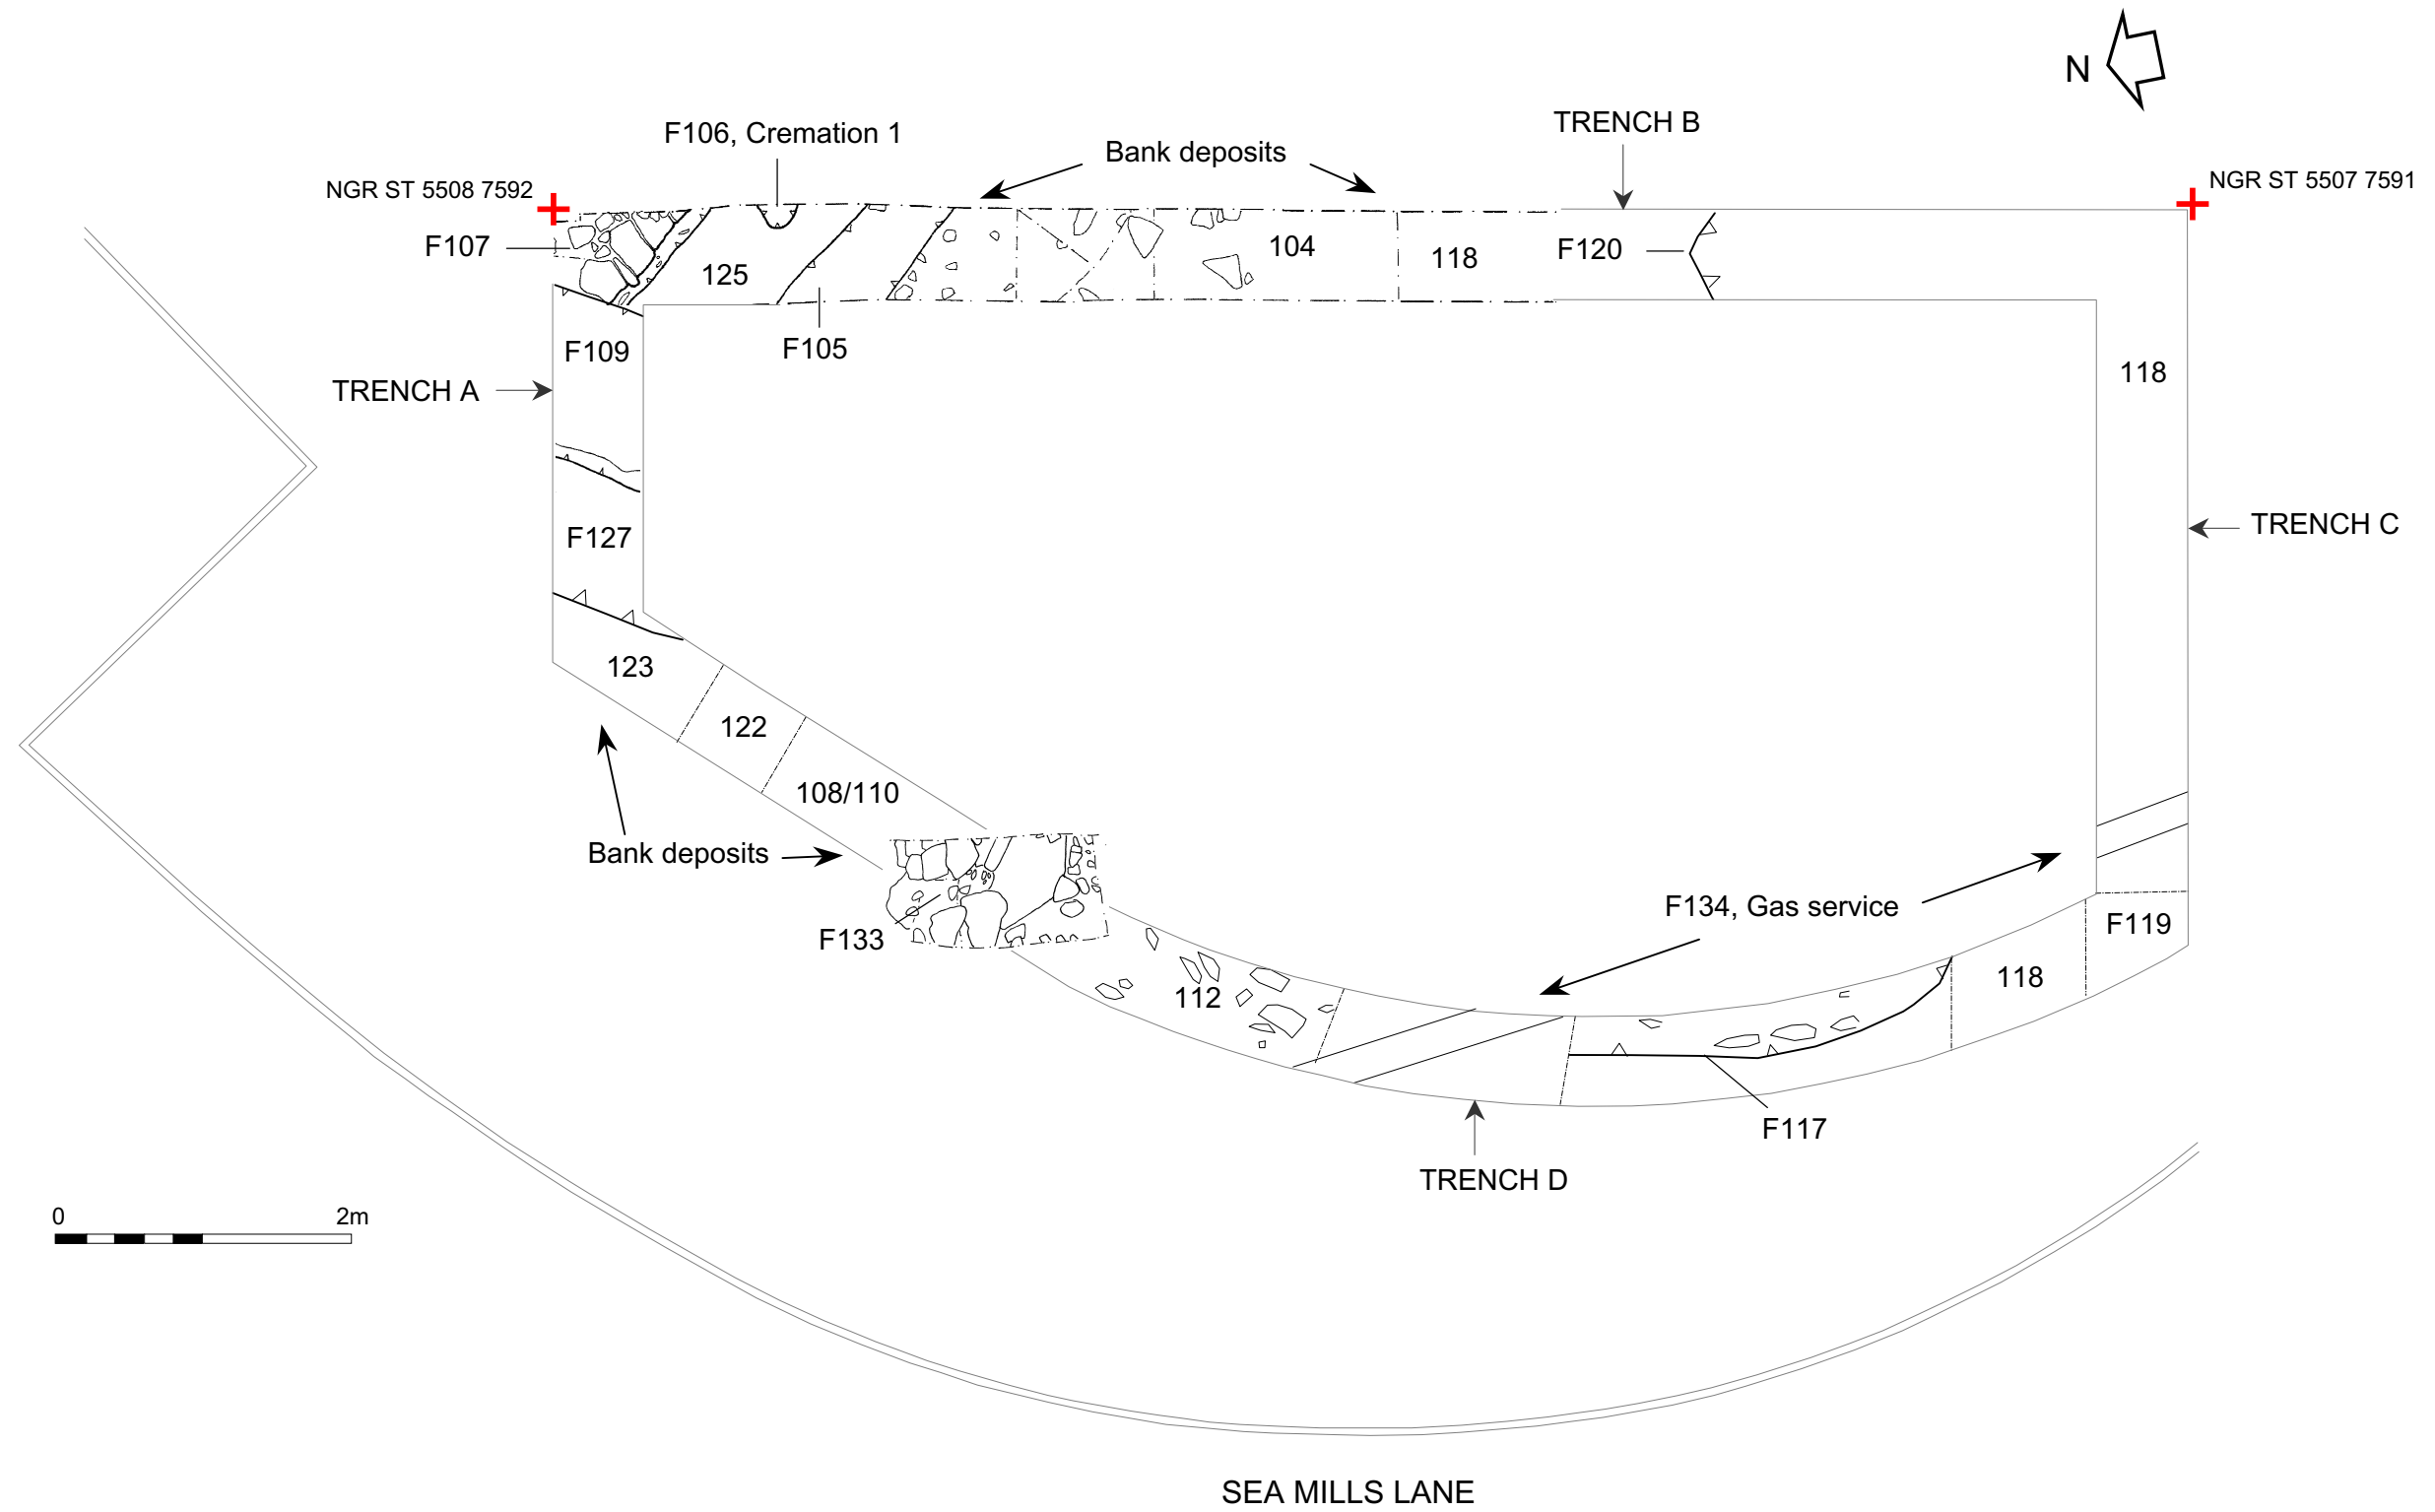 N
TRENCH B
F106, Cremation 1
Bank deposits
NGR ST 5508 7592
NGR ST 5507 7591
F107
125
104
118
F120
F105
F109
118
TRENCH A
TRENCH C
F127
123
122
108/110
Bank deposits
F134, Gas service
F133
F119
118
112
F117
TRENCH D
0 2m
SEA MILLS LANE